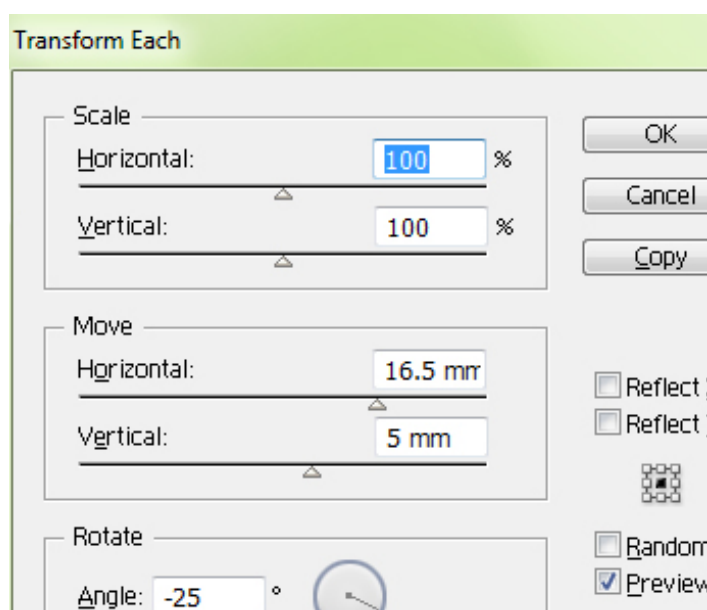 Transform Each
Scale
Horizontal: 100 %
Vertical: 100 %
OK
Cancel
Copy
Move
Horizontal: 16.5 mm
Vertical: 5 mm
Reflect
Reflect
Rotate
Angle: -25 °
Random
Preview